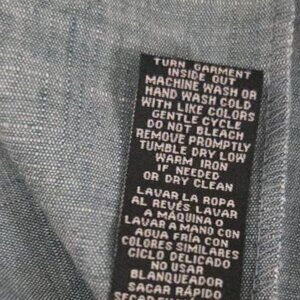 TURN GARMENT
INSIDE OUT
MACHINE WASH OR
HAND WASH COLD
WITH LIKE COLORS
GENTLE CYCLE
DO NOT BLEACH
REMOVE PROMPTLY
TUMBLE DRY LOW
WARM IRON
IF NEEDED
OR DRY CLEAN
LAVAR LA ROPA
AL REVÉS LAVAR
A MÁQUINA O
LAVAR A MANO CON
AGUA FRÍA CON
COLORES SIMILARES
CICLO DELICADO
NO USAR
BLANQUEADOR
SACAR RÁPIDO